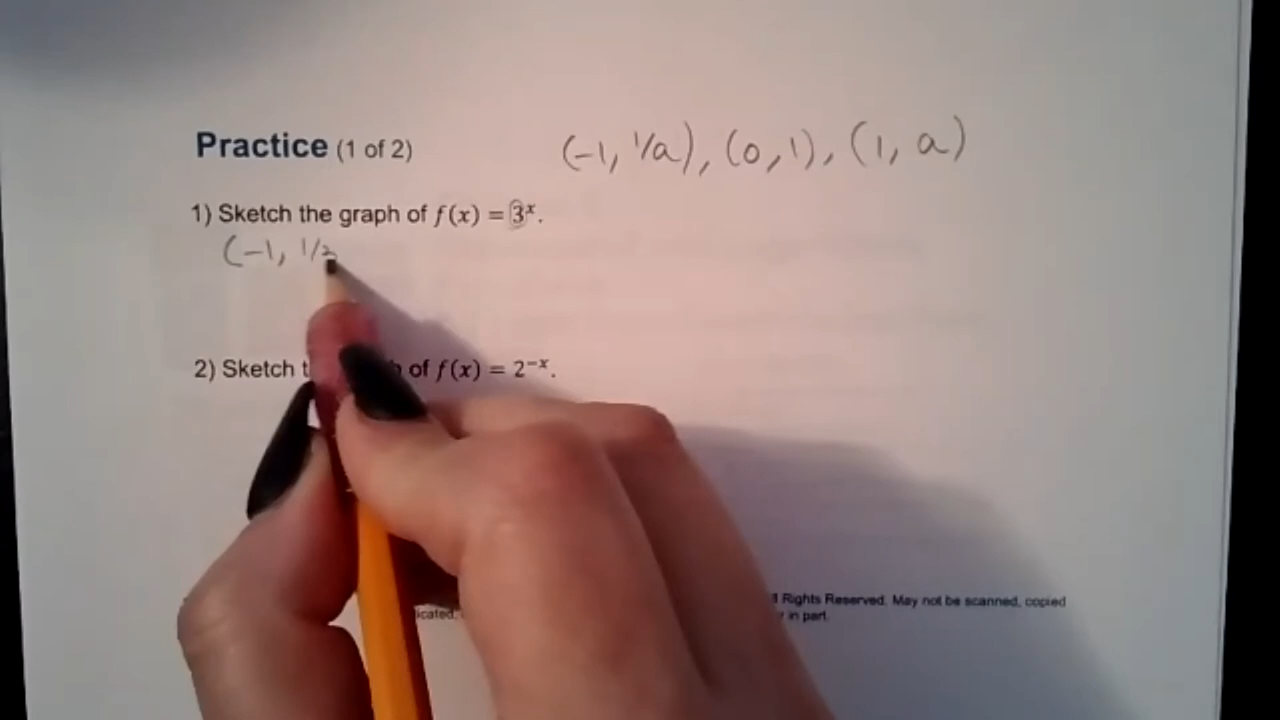 Practice (1 of 2) (-1, 1/a), (0,1), (1, a)
1) Sketch the graph of f(x) = 3ˣ.
(-1, 1/3
2) Sketch of f(x) = 2⁻ˣ.
Rights Reserved. May not be scanned, copied
in part.